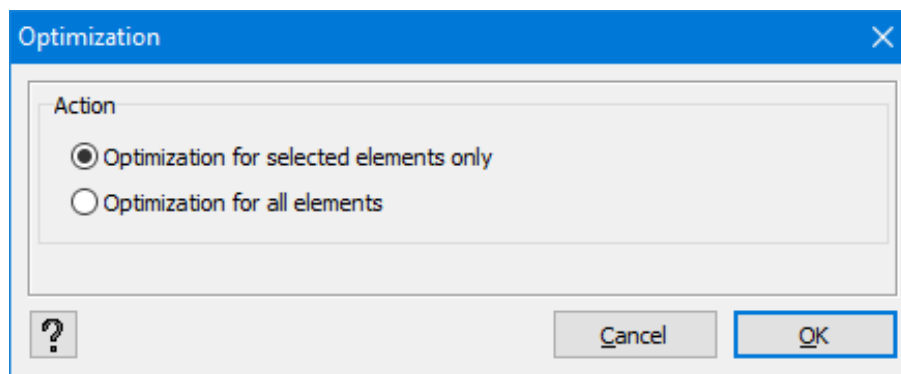 Optimization
Action
Optimization for selected elements only
Optimization for all elements
?
Cancel
OK